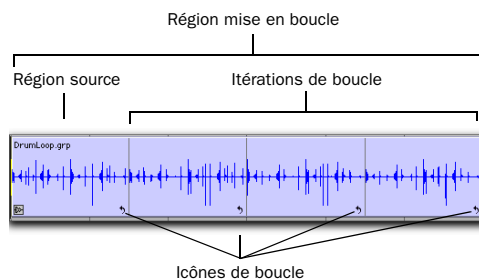 Région mise en boucle
Région source
Itérations de boucle
DrumLoop.grp
Icônes de boucle